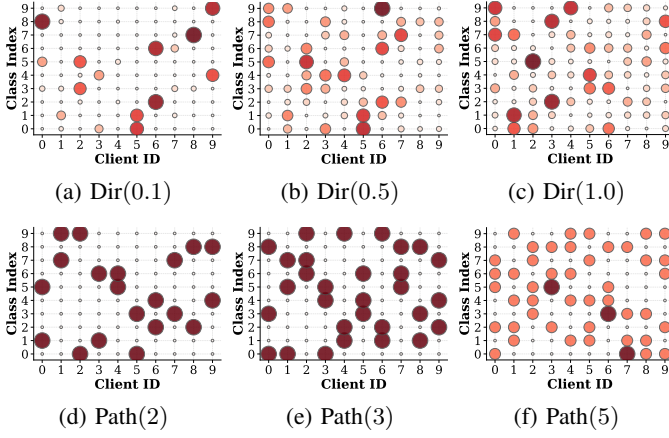 Class Index
9
8
7
6
5
4
3
2
1
0
0 1 2 3 4 5 6 7 8 9
Client ID
(a) Dir(0.1)
Class Index
9
8
7
6
5
4
3
2
1
0
0 1 2 3 4 5 6 7 8 9
Client ID
(b) Dir(0.5)
Class Index
9
8
7
6
5
4
3
2
1
0
0 1 2 3 4 5 6 7 8 9
Client ID
(c) Dir(1.0)
Class Index
9
8
7
6
5
4
3
2
1
0
0 1 2 3 4 5 6 7 8 9
Client ID
(d) Path(2)
Class Index
9
8
7
6
5
4
3
2
1
0
0 1 2 3 4 5 6 7 8 9
Client ID
(e) Path(3)
Class Index
9
8
7
6
5
4
3
2
1
0
0 1 2 3 4 5 6 7 8 9
Client ID
(f) Path(5)